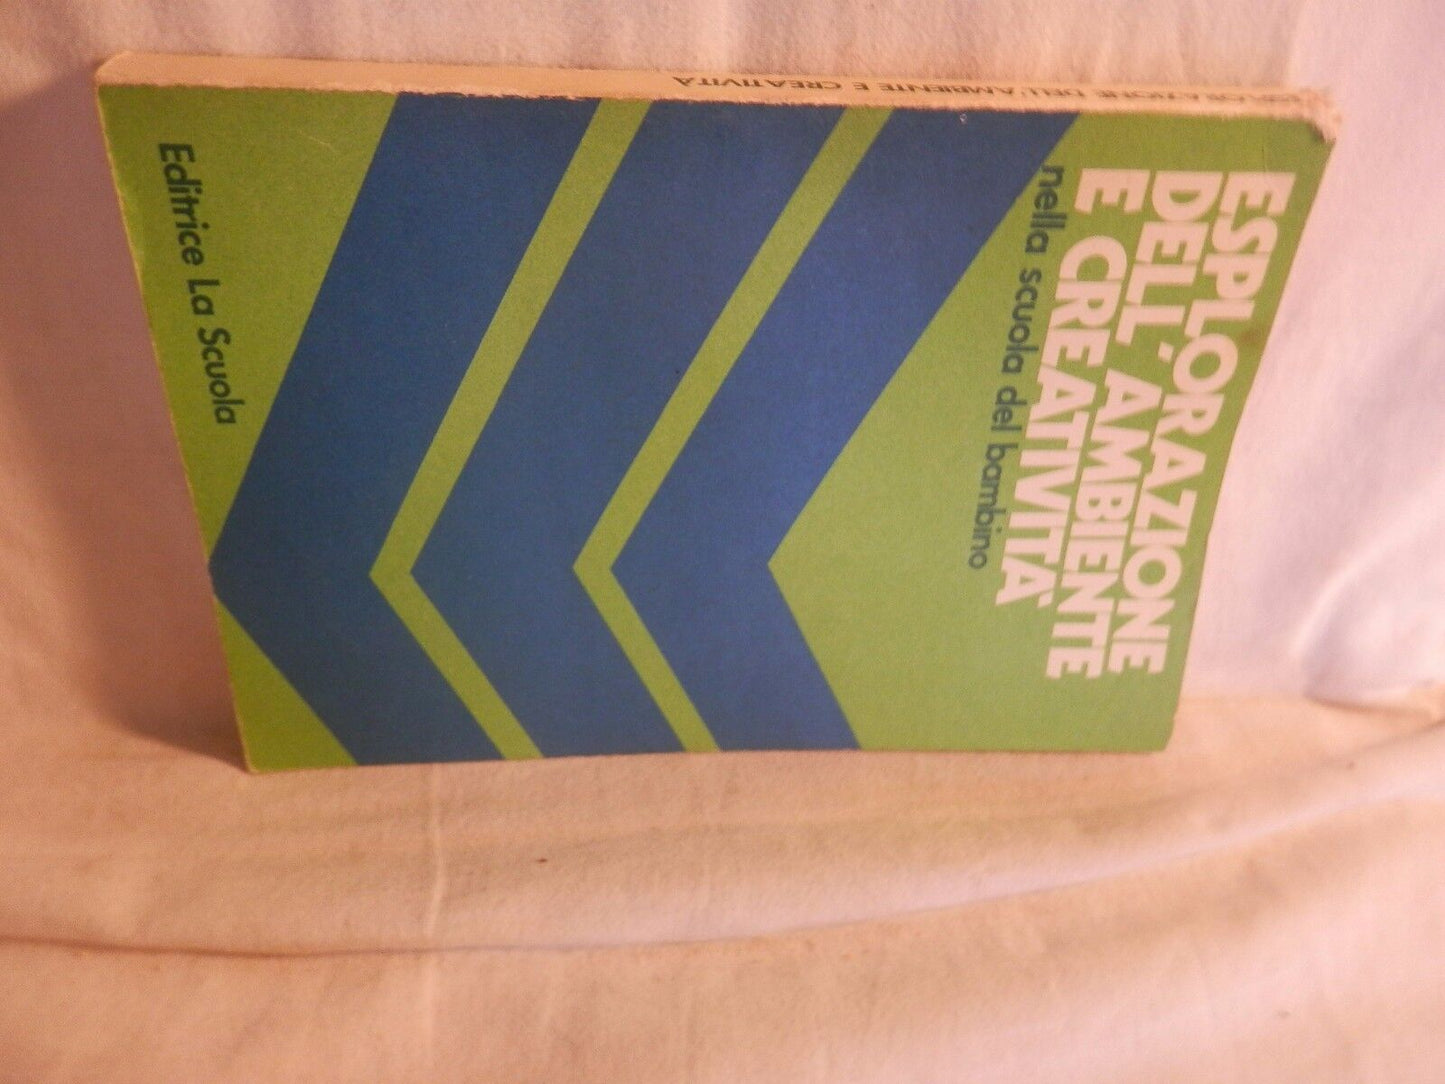 ESPLORAZIONE
DELL'AMBIENTE
E CREATIVITÀ
nella scuola del bambino
Editrice La Scuola
ESPLORAZIONE DELL'AMBIENTE E CREATIVITÀ